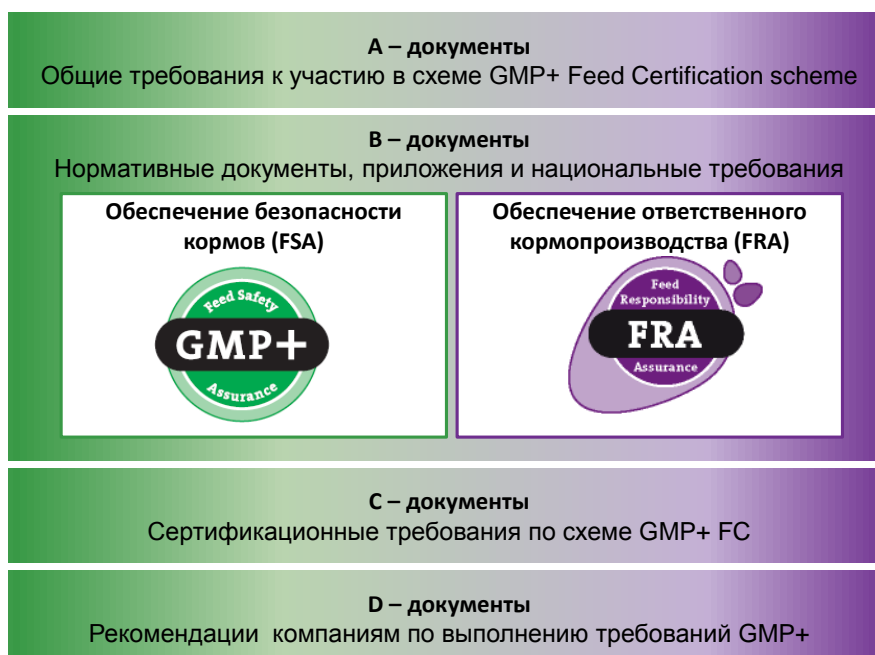 А – документы
Общие требования к участию в схеме GMP+ Feed Certification scheme
В – документы
Нормативные документы, приложения и национальные требования
Обеспечение безопасности
кормов (FSA)
Feed Safety
GMP+
Assurance
Обеспечение ответственного
кормопроизводства (FRA)
Feed
Responsibility
FRA
Assurance
С – документы
Сертификационные требования по схеме GMP+ FC
D – документы
Рекомендации компаниям по выполнению требований GMP+